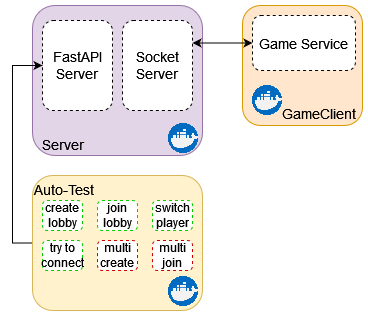 FastAPI
Server
Socket
Server
Server
Game Service
GameClient
Auto-Test
create
lobby
join
lobby
switch
player
try to
connect
multi
create
multi
join